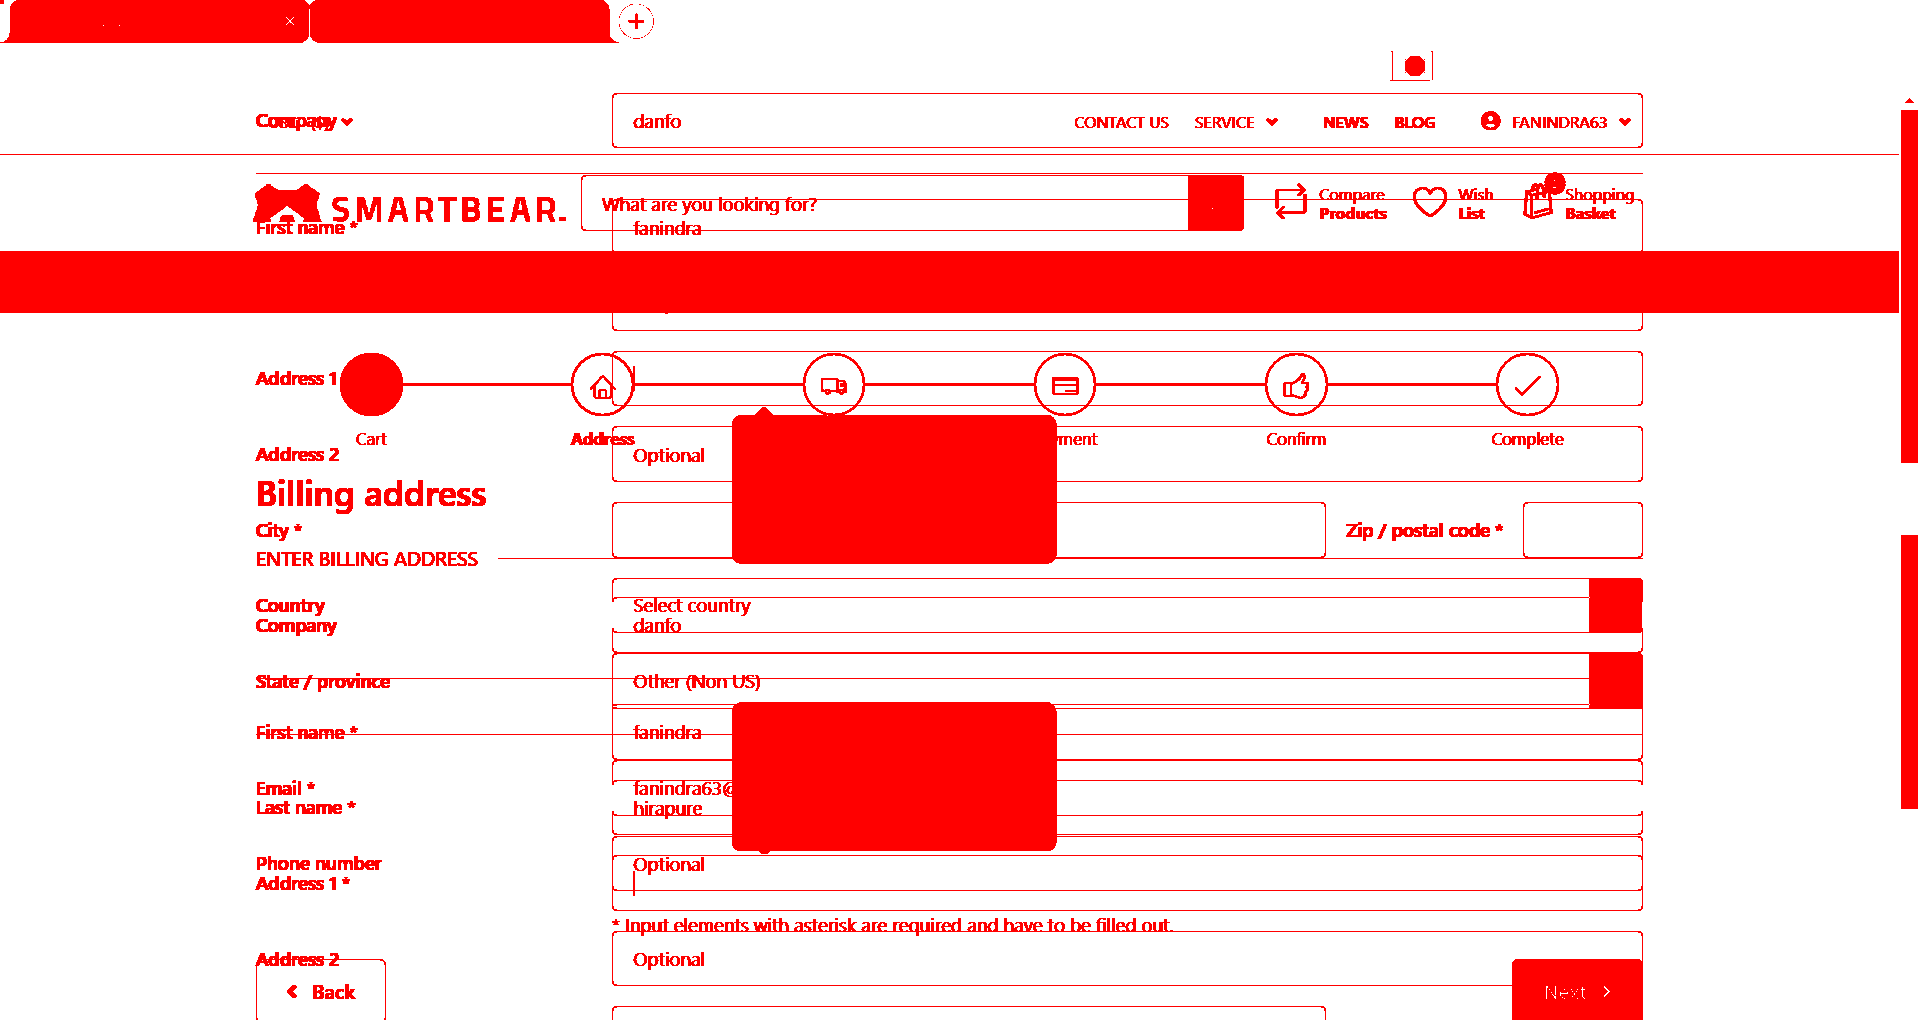 Company
danfo
CONTACT US SERVICE NEWS BLOG FANINDRA63
SMARTBEAR.
What are you looking for?
Compare Products
Wish List
Shopping Basket
First name *
fanindra
Address 1
Cart
Address
Confirm
Complete
Address 2
Optional
Billing address
City *
Zip / postal code *
ENTER BILLING ADDRESS
Country
Select country
Company
danfo
State / province
Other (Non US)
First name *
fanindra
Email *
fanindra63@
Last name *
hirapure
Phone number
Optional
Address 1 *
* Input elements with asterisk are required and have to be filled out.
Address 2
Optional
Back
Next